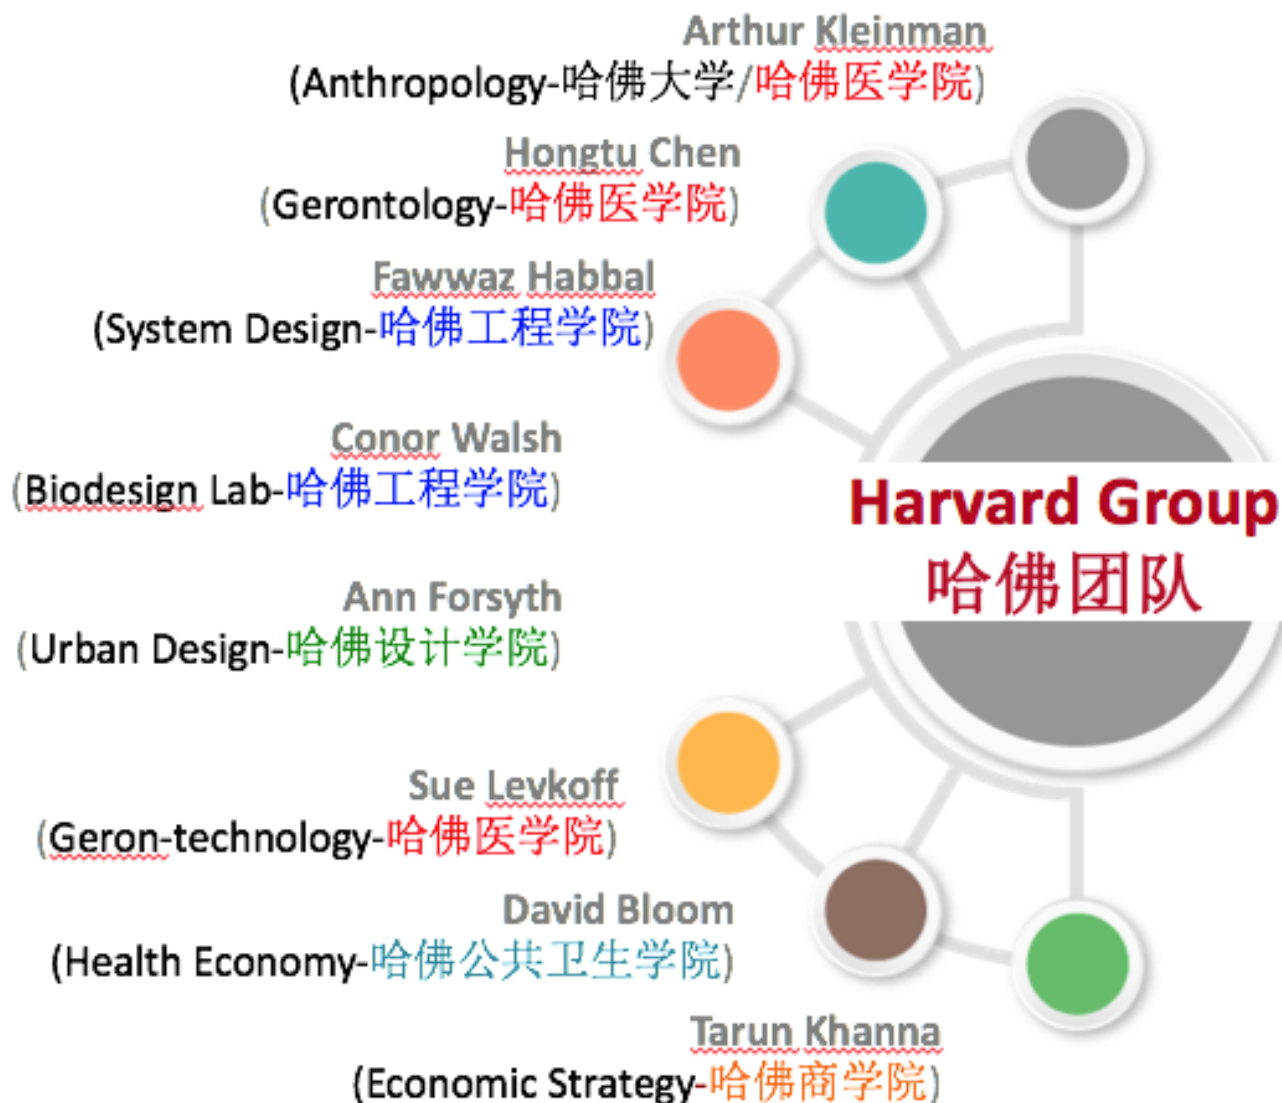 Arthur Kleinman
(Anthropology-哈佛大学/哈佛医学院)
Hongtu Chen
(Gerontology-哈佛医学院)
Fawwaz Habbal
(System Design-哈佛工程学院)
Conor Walsh
(Biodesign Lab-哈佛工程学院)
Harvard Group
哈佛团队
Ann Forsyth
(Urban Design-哈佛设计学院)
Sue Levkoff
(Geron-technology-哈佛医学院)
David Bloom
(Health Economy-哈佛公共卫生学院)
Tarun Khanna
(Economic Strategy-哈佛商学院)